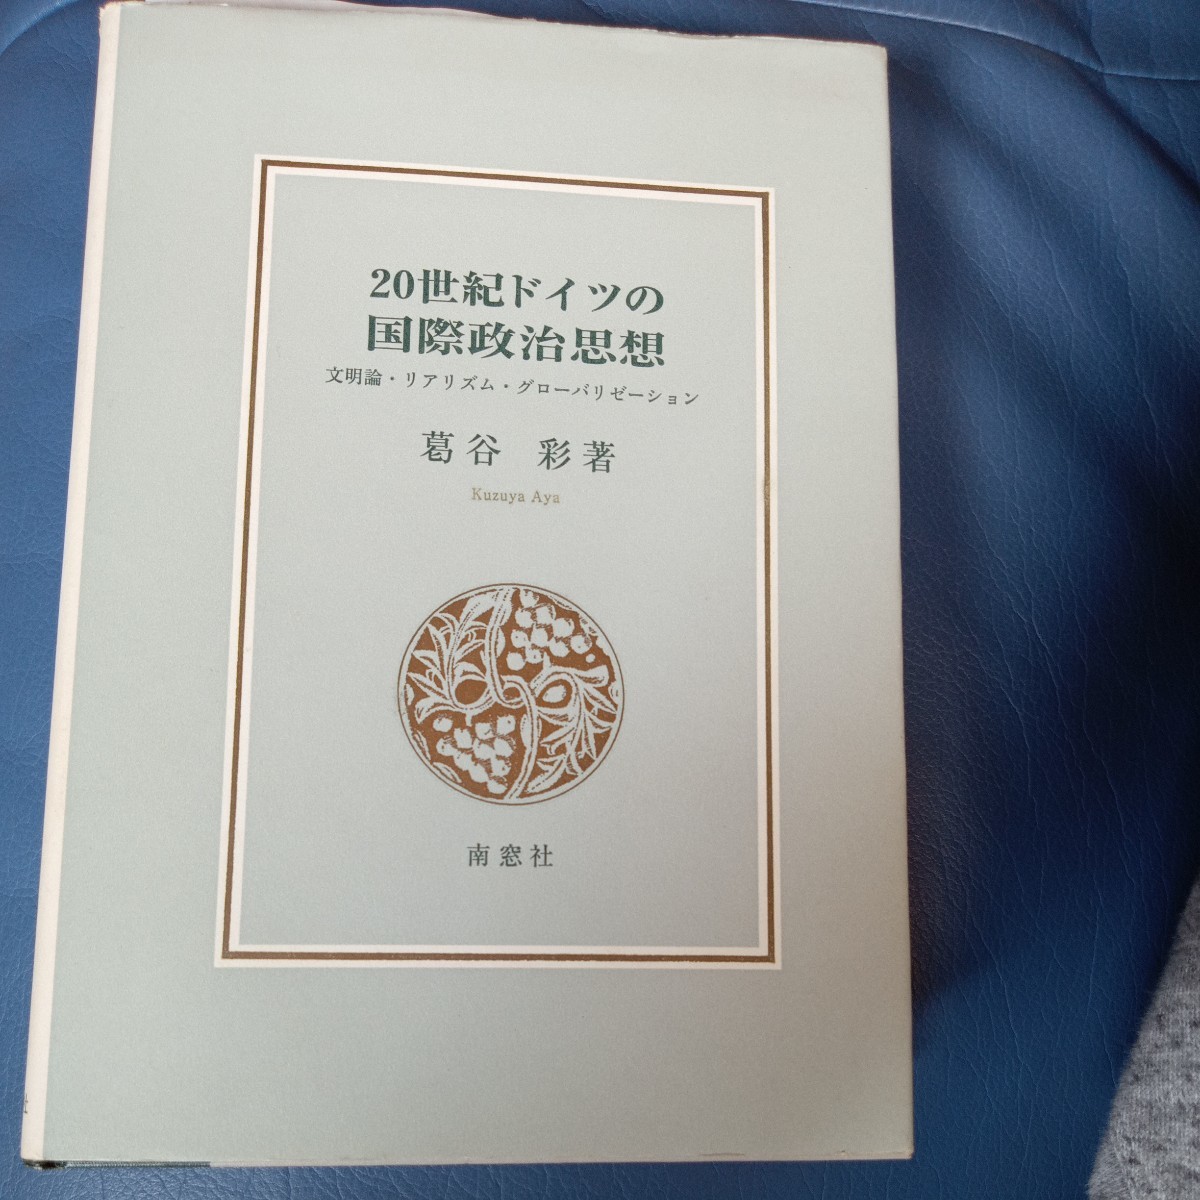 20世紀ドイツの
国際政治思想
文明論・リアリズム・グローバリゼーション
葛谷 彩著
Kuzuya Aya
南窓社